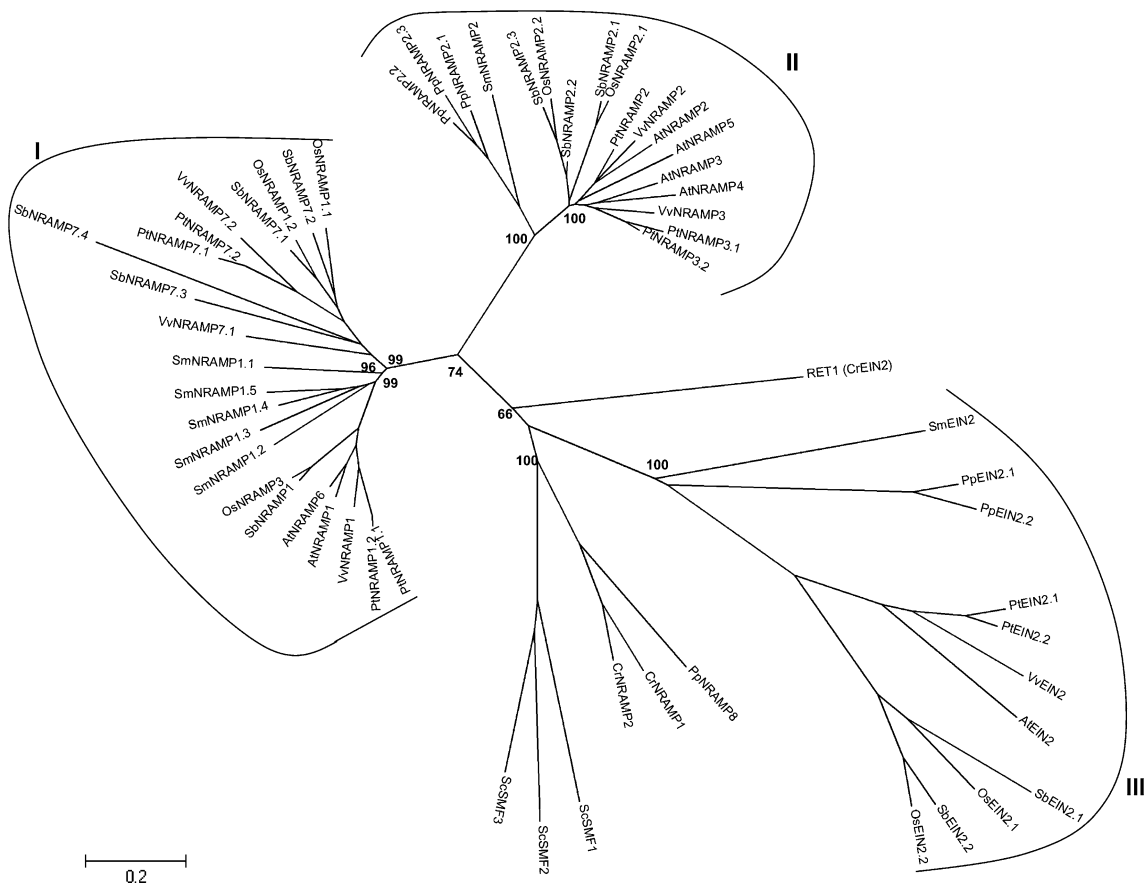 II
PpNRAMP2.2
PpNRAMP2.3
PpNRAMP2.1
SmNRAMP2
SbNRAMP2.3
OsNRAMP2.2
SbNRAMP2.2
SbNRAMP2.1
OsNRAMP2.1
PtNRAMP2
VvNRAMP2
AtNRAMP2
AtNRAMP5
AtNRAMP3
AtNRAMP4
VvNRAMP3
PtNRAMP3.1
PtNRAMP3.2
100
100
I
OsNRAMP1.1
SbNRAMP7.2
OsNRAMP1.2
SbNRAMP7.1
VvNRAMP7.2
PtNRAMP7.2
PtNRAMP7.1
SbNRAMP7.4
SbNRAMP7.3
VvNRAMP7.1
SmNRAMP1.1
SmNRAMP1.5
SmNRAMP1.4
SmNRAMP1.3
SmNRAMP1.2
OsNRAMP3
SbNRAMP1
AtNRAMP6
AtNRAMP1
VvNRAMP1
PtNRAMP1.2
PtNRAMP1.1
99
96
99
74
66
100
100
RET1 (CrEIN2)
SmEIN2
PpEIN2.1
PpEIN2.2
PtEIN2.1
PtEIN2.2
VvEIN2
AtEIN2
SbEIN2.1
OsEIN2.1
SbEIN2.2
OsEIN2.2
III
PpNRAMP8
CrNRAMP1
CrNRAMP2
ScSMF1
ScSMF2
ScSMF3
0.2